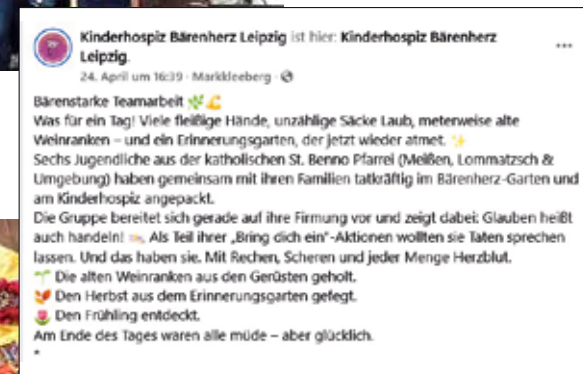 Kinderhospiz Bärenherz Leipzig ist hier: Kinderhospiz Bärenherz
Leipzig.
24. April um 16:39 · Markkleeberg ·
Bärenstarke Teamarbeit 🌿💪
Was für ein Tag! Viele fleißige Hände, unzählige Säcke Laub, meterweise alte
Weinranken – und ein Erinnerungsgarten, der jetzt wieder atmet. ✨
Sechs Jugendliche aus der katholischen St. Benno Pfarrei (Meißen, Lommatzsch &
Umgebung) haben gemeinsam mit ihren Familien tatkräftig im Bärenherz-Garten und
am Kinderhospiz angepackt.
Die Gruppe bereitet sich gerade auf ihre Firmung vor und zeigt dabei: Glauben heißt
auch handeln! Als Teil ihrer „Bring dich ein"-Aktionen wollten sie Taten sprechen
lassen. Und das haben sie. Mit Rechen, Scheren und jeder Menge Herzblut.
🌱 Die alten Weinranken aus den Gerüsten geholt.
🍂 Den Herbst aus dem Erinnerungsgarten gefegt.
🌷 Den Frühling entdeckt.
Am Ende des Tages waren alle müde – aber glücklich.
*